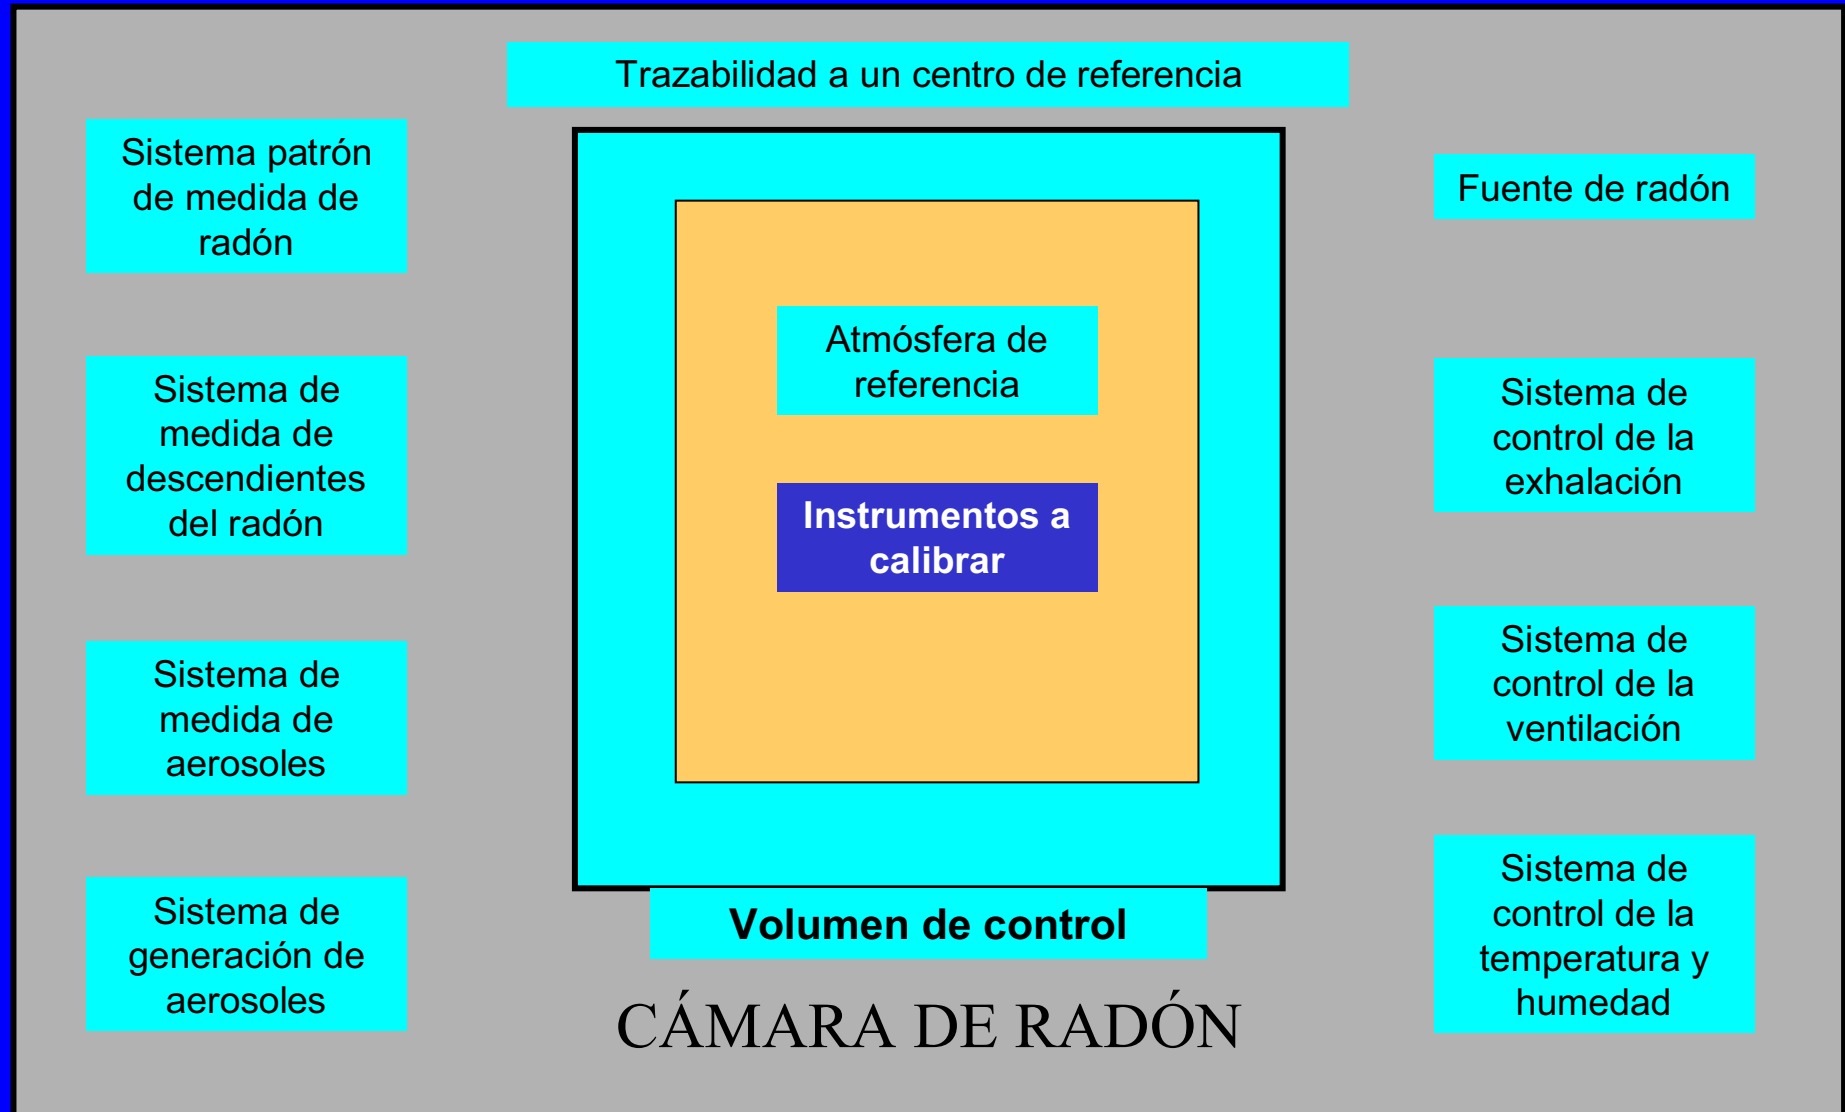 Trazabilidad a un centro de referencia
Sistema patrón
de medida de
radón
Sistema de
medida de
descendientes
del radón
Sistema de
medida de
aerosoles
Sistema de
generación de
aerosoles
Atmósfera de
referencia
Instrumentos a
calibrar
Volumen de control
CÁMARA DE RADÓN
Fuente de radón
Sistema de
control de la
exhalación
Sistema de
control de la
ventilación
Sistema de
control de la
temperatura y
humedad